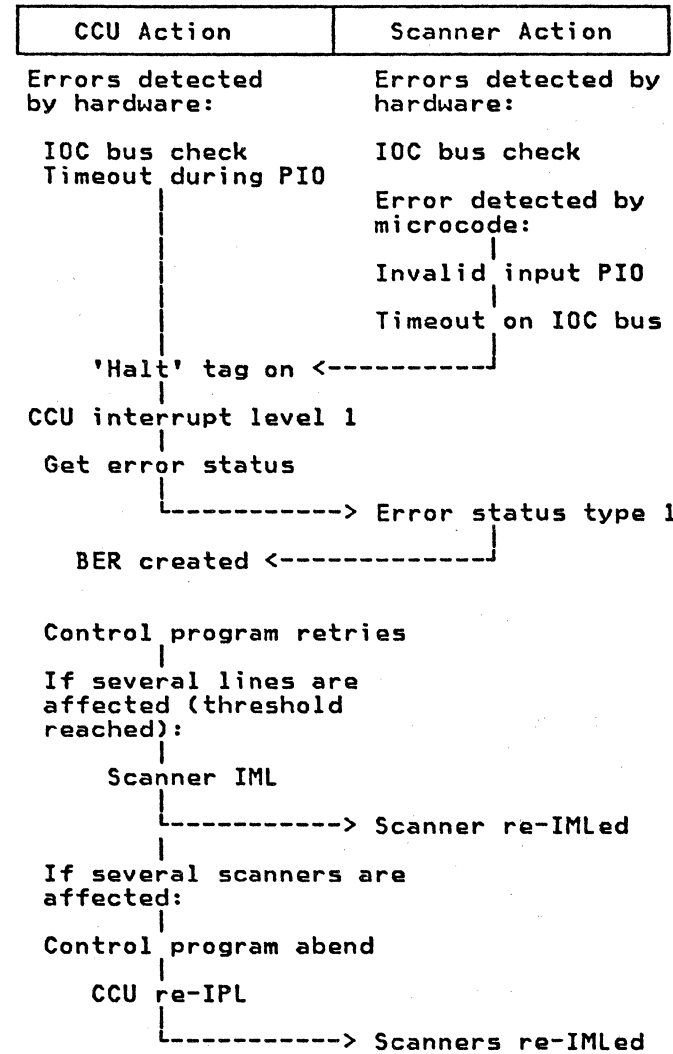 CCU Action Scanner Action
Errors detected Errors detected by
by hardware: hardware:
IOC bus check IOC bus check
Timeout during PIO
Error detected by
microcode:
Invalid input PIO
Timeout on IOC bus
'Halt' tag on <-----------
CCU interrupt level 1
Get error status
-----------> Error status type 1
BER created <-------------
Control program retries
If several lines are
affected (threshold
reached):
Scanner IML
-----------> Scanner re-IMLed
If several scanners are
affected:
Control program abend
CCU re-IPL
-----------> Scanners re-IMLed